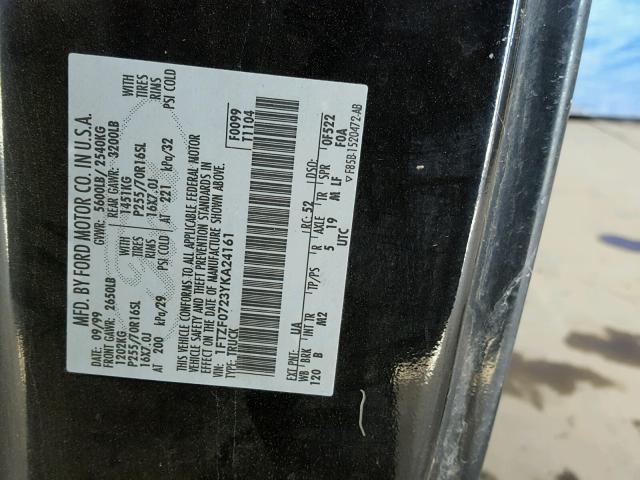 MFD. BY FORD MOTOR CO. IN U.S.A.
09/99 GVWR: 5600LB / 2540KG
FRONT GAWR: 2650LB REAR GAWR: 3200LB
1202KG 1451KG WITH
P255/70R16SL P255/70R16SL TIRES
16X7.0J 16X7.0J RIMS
AT 200 kPa/29 PSI COLD AT 221 kPa/32 PSI COLD
THIS VEHICLE CONFORMS TO ALL APPLICABLE FEDERAL MOTOR
VEHICLE SAFETY AND THEFT PREVENTION STANDARDS IN
EFFECT ON THE DATE OF MANUFACTURE SHOWN ABOVE.
VIN: 1FTZF0723YKA24161 F0099
TYPE: TRUCK T1104
EXT PNT: UA RC: 52 DSO: 0F522
WB BRK INT TR TP/PS R AXLE TR SPR F0A
120 B M2 5 19 M LF
UTC F85B-1520472-AB
WITH
TIRES
RIMS
PSI COLD